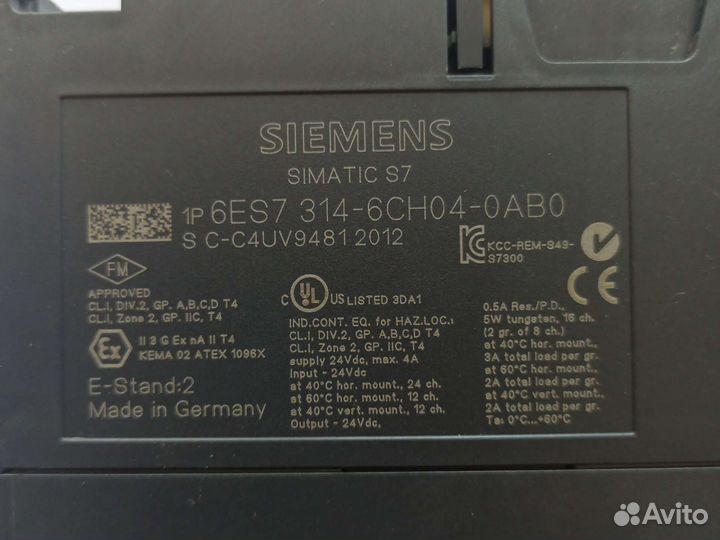 SIEMENS
SIMATIC S7
1P 6ES7 314-6CH04-0AB0
S C-C4UV9481 2012
KCC-REM-S49-
S7300
FM
APPROVED
CL.I, DIV.2, GP. A,B,C,D T4
CL.I, Zone 2, GP. IIC, T4
Ex
II 3 G Ex nA II T4
KEMA 02 ATEX 1096X
E-Stand:2
Made in Germany
C UL US LISTED 3DA1
IND.CONT. EQ. for HAZ.LOC.:
CL.I, DIV.2, GP. A,B,C,D T4
CL.I, Zone 2, GP. IIC, T4
supply 24Vdc, max. 4A
Input - 24Vdc
at 40°C hor. mount., 24 ch.
at 60°C hor. mount., 12 ch.
at 40°C vert. mount., 12 ch.
Output - 24Vdc,
0.5A Res./P.D.,
5W tungsten, 16 ch.
(2 gr. of 8 ch.)
at 40°C hor. mount.,
3A total load per gr.
at 60°C hor. mount.,
2A total load per gr.
at 40°C vert. mount.,
2A total load per gr.
Ta: 0°C...+60°C
CE
Avito